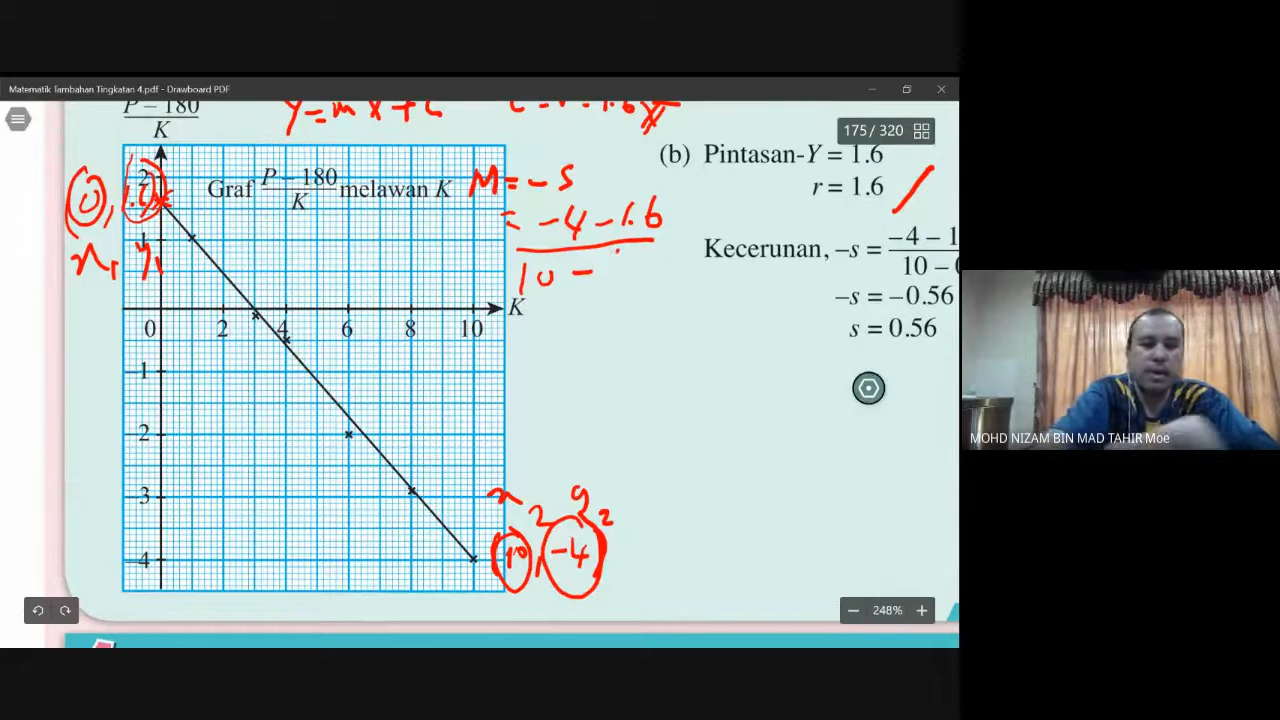 Matematik Tambahan Tingkatan 4.pdf - Drawboard PDF
P − 180
K
Y = m X + C
175 / 320
Graf P − 180 / K melawan K
2
1
0 2 4 6 8 10 K
−1
−2
−3
−4
(0, 1.6)
x₁ y₁
M = − s
= −4 − 1.6
10 −
(b) Pintasan-Y = 1.6
r = 1.6
Kecerunan, −s = −4 − 1
10 − 0
−s = −0.56
s = 0.56
x₂ y₂
(10, −4)
248%
MOHD NIZAM BIN MAD TAHIR Moe